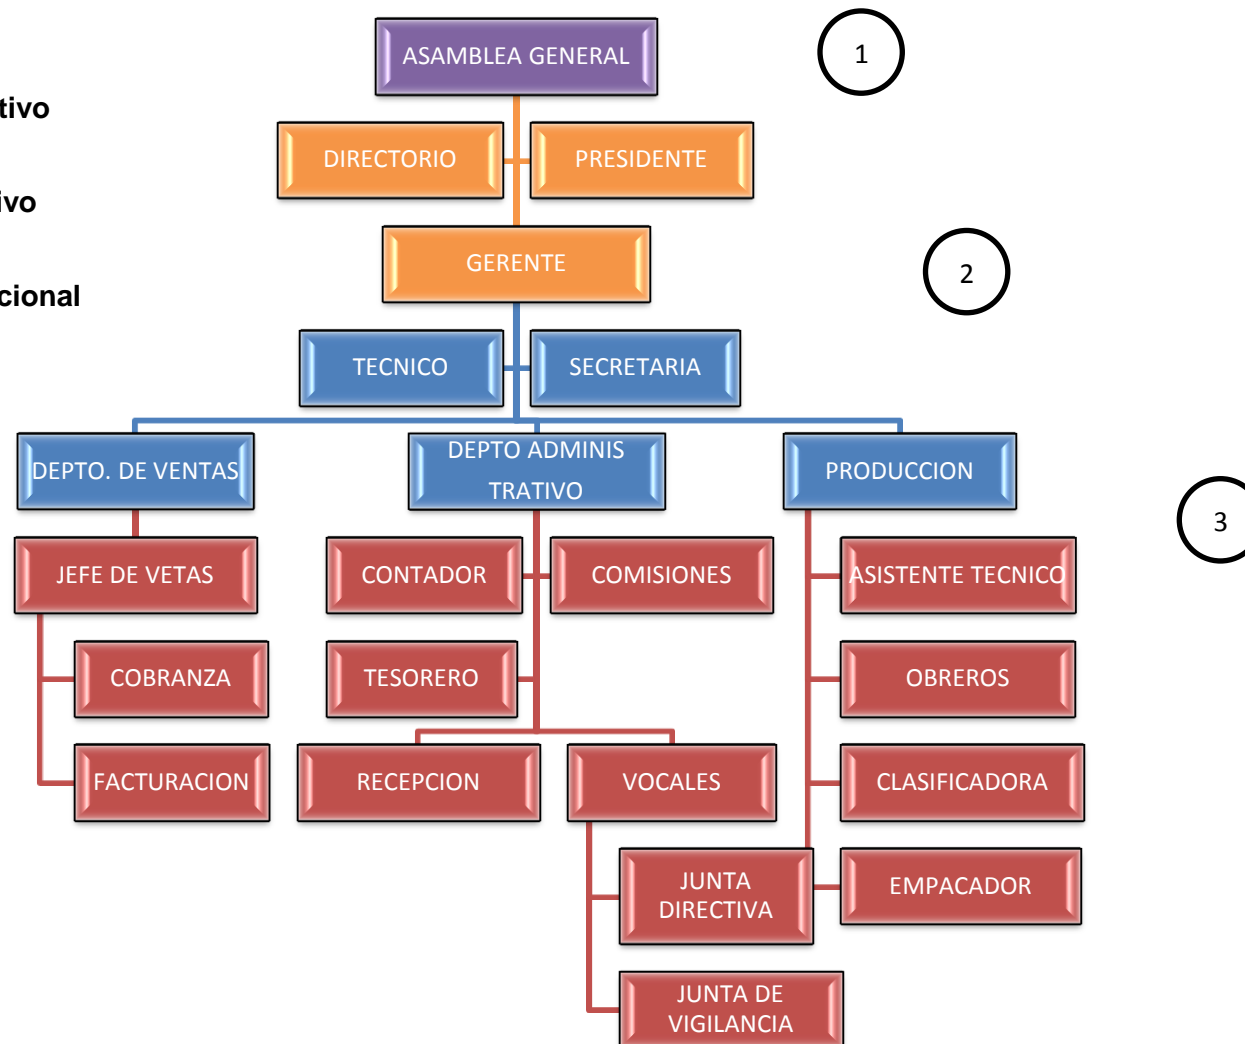 ASAMBLEA GENERAL
1
tivo
DIRECTORIO
PRESIDENTE
ivo
GERENTE
2
cional
TECNICO
SECRETARIA
DEPTO. DE VENTAS
DEPTO ADMINIS
TRATIVO
PRODUCCION
3
JEFE DE VETAS
CONTADOR
COMISIONES
ASISTENTE TECNICO
COBRANZA
TESORERO
OBREROS
FACTURACION
RECEPCION
VOCALES
CLASIFICADORA
JUNTA
DIRECTIVA
EMPACADOR
JUNTA DE
VIGILANCIA